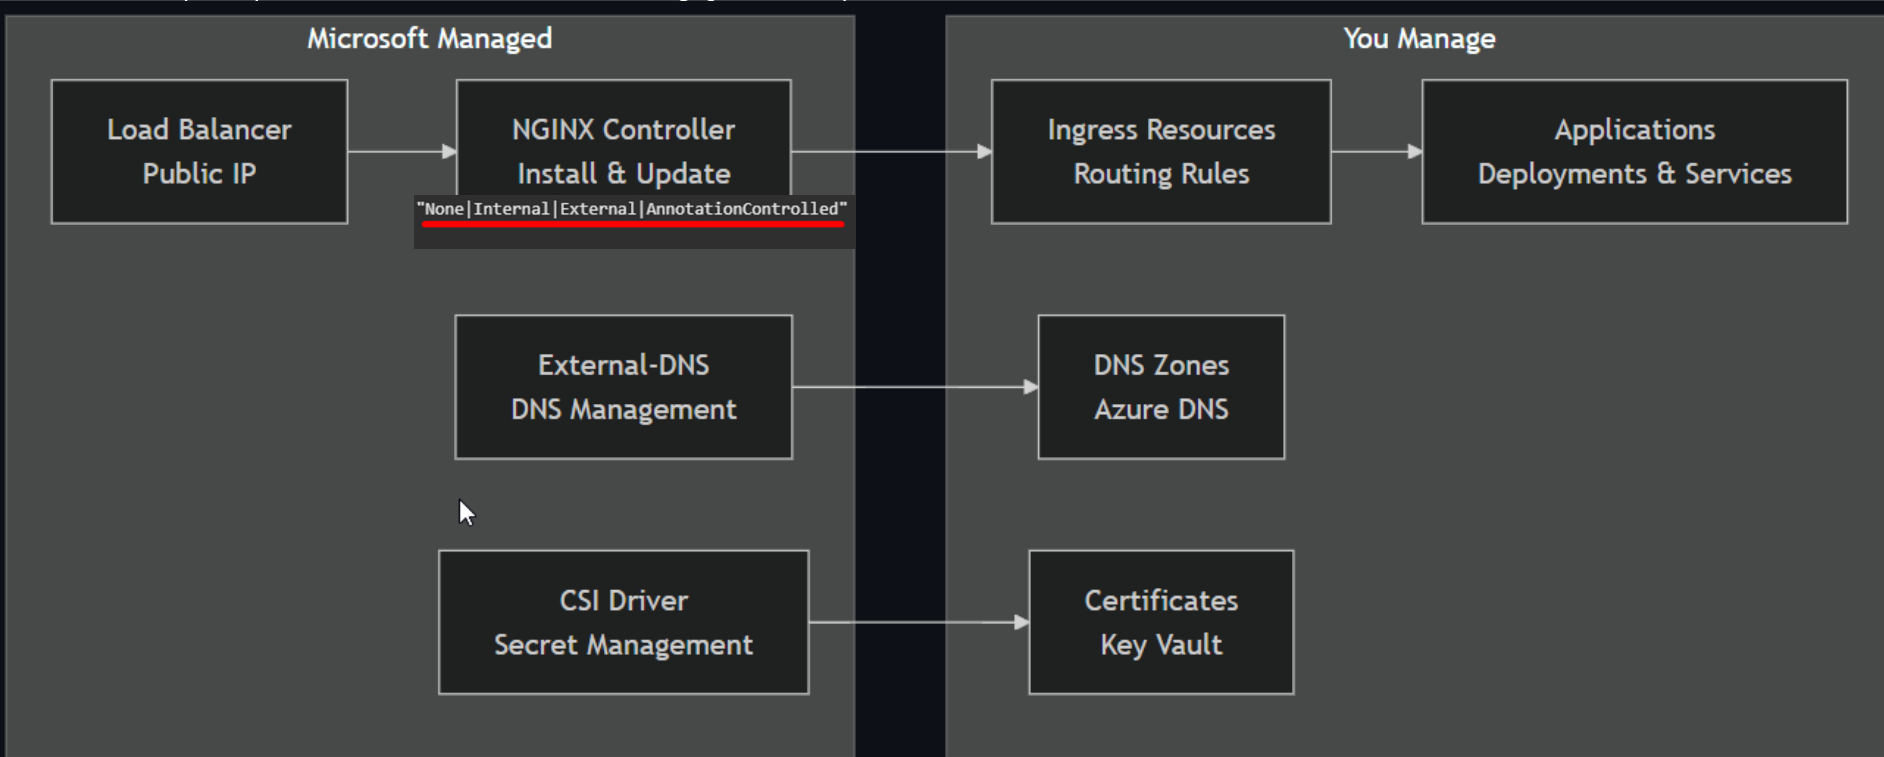 Microsoft Managed
You Manage
Load Balancer
Public IP
NGINX Controller
Install & Update
"None|Internal|External|AnnotationControlled"
Ingress Resources
Routing Rules
Applications
Deployments & Services
External-DNS
DNS Management
DNS Zones
Azure DNS
CSI Driver
Secret Management
Certificates
Key Vault